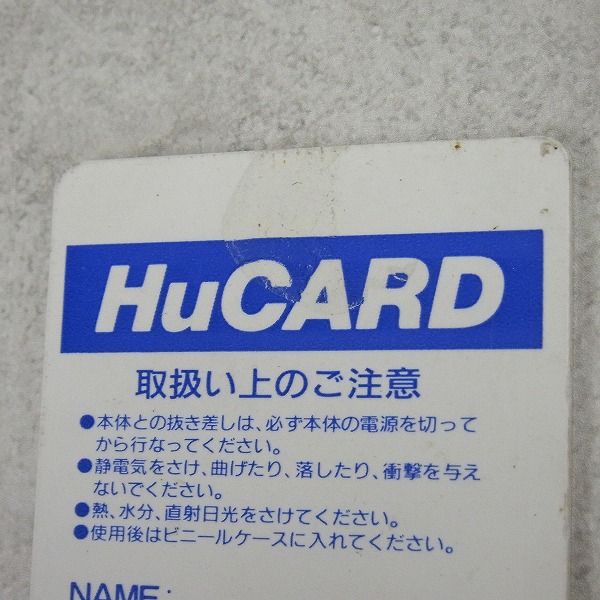 HuCARD
取扱い上のご注意
●本体との抜き差しは、必ず本体の電源を切って
から行なってください。
●静電気をさけ、曲げたり、落したり、衝撃を与え
ないでください。
●熱、水分、直射日光をさけてください。
●使用後はビニールケースに入れてください。
NAME: